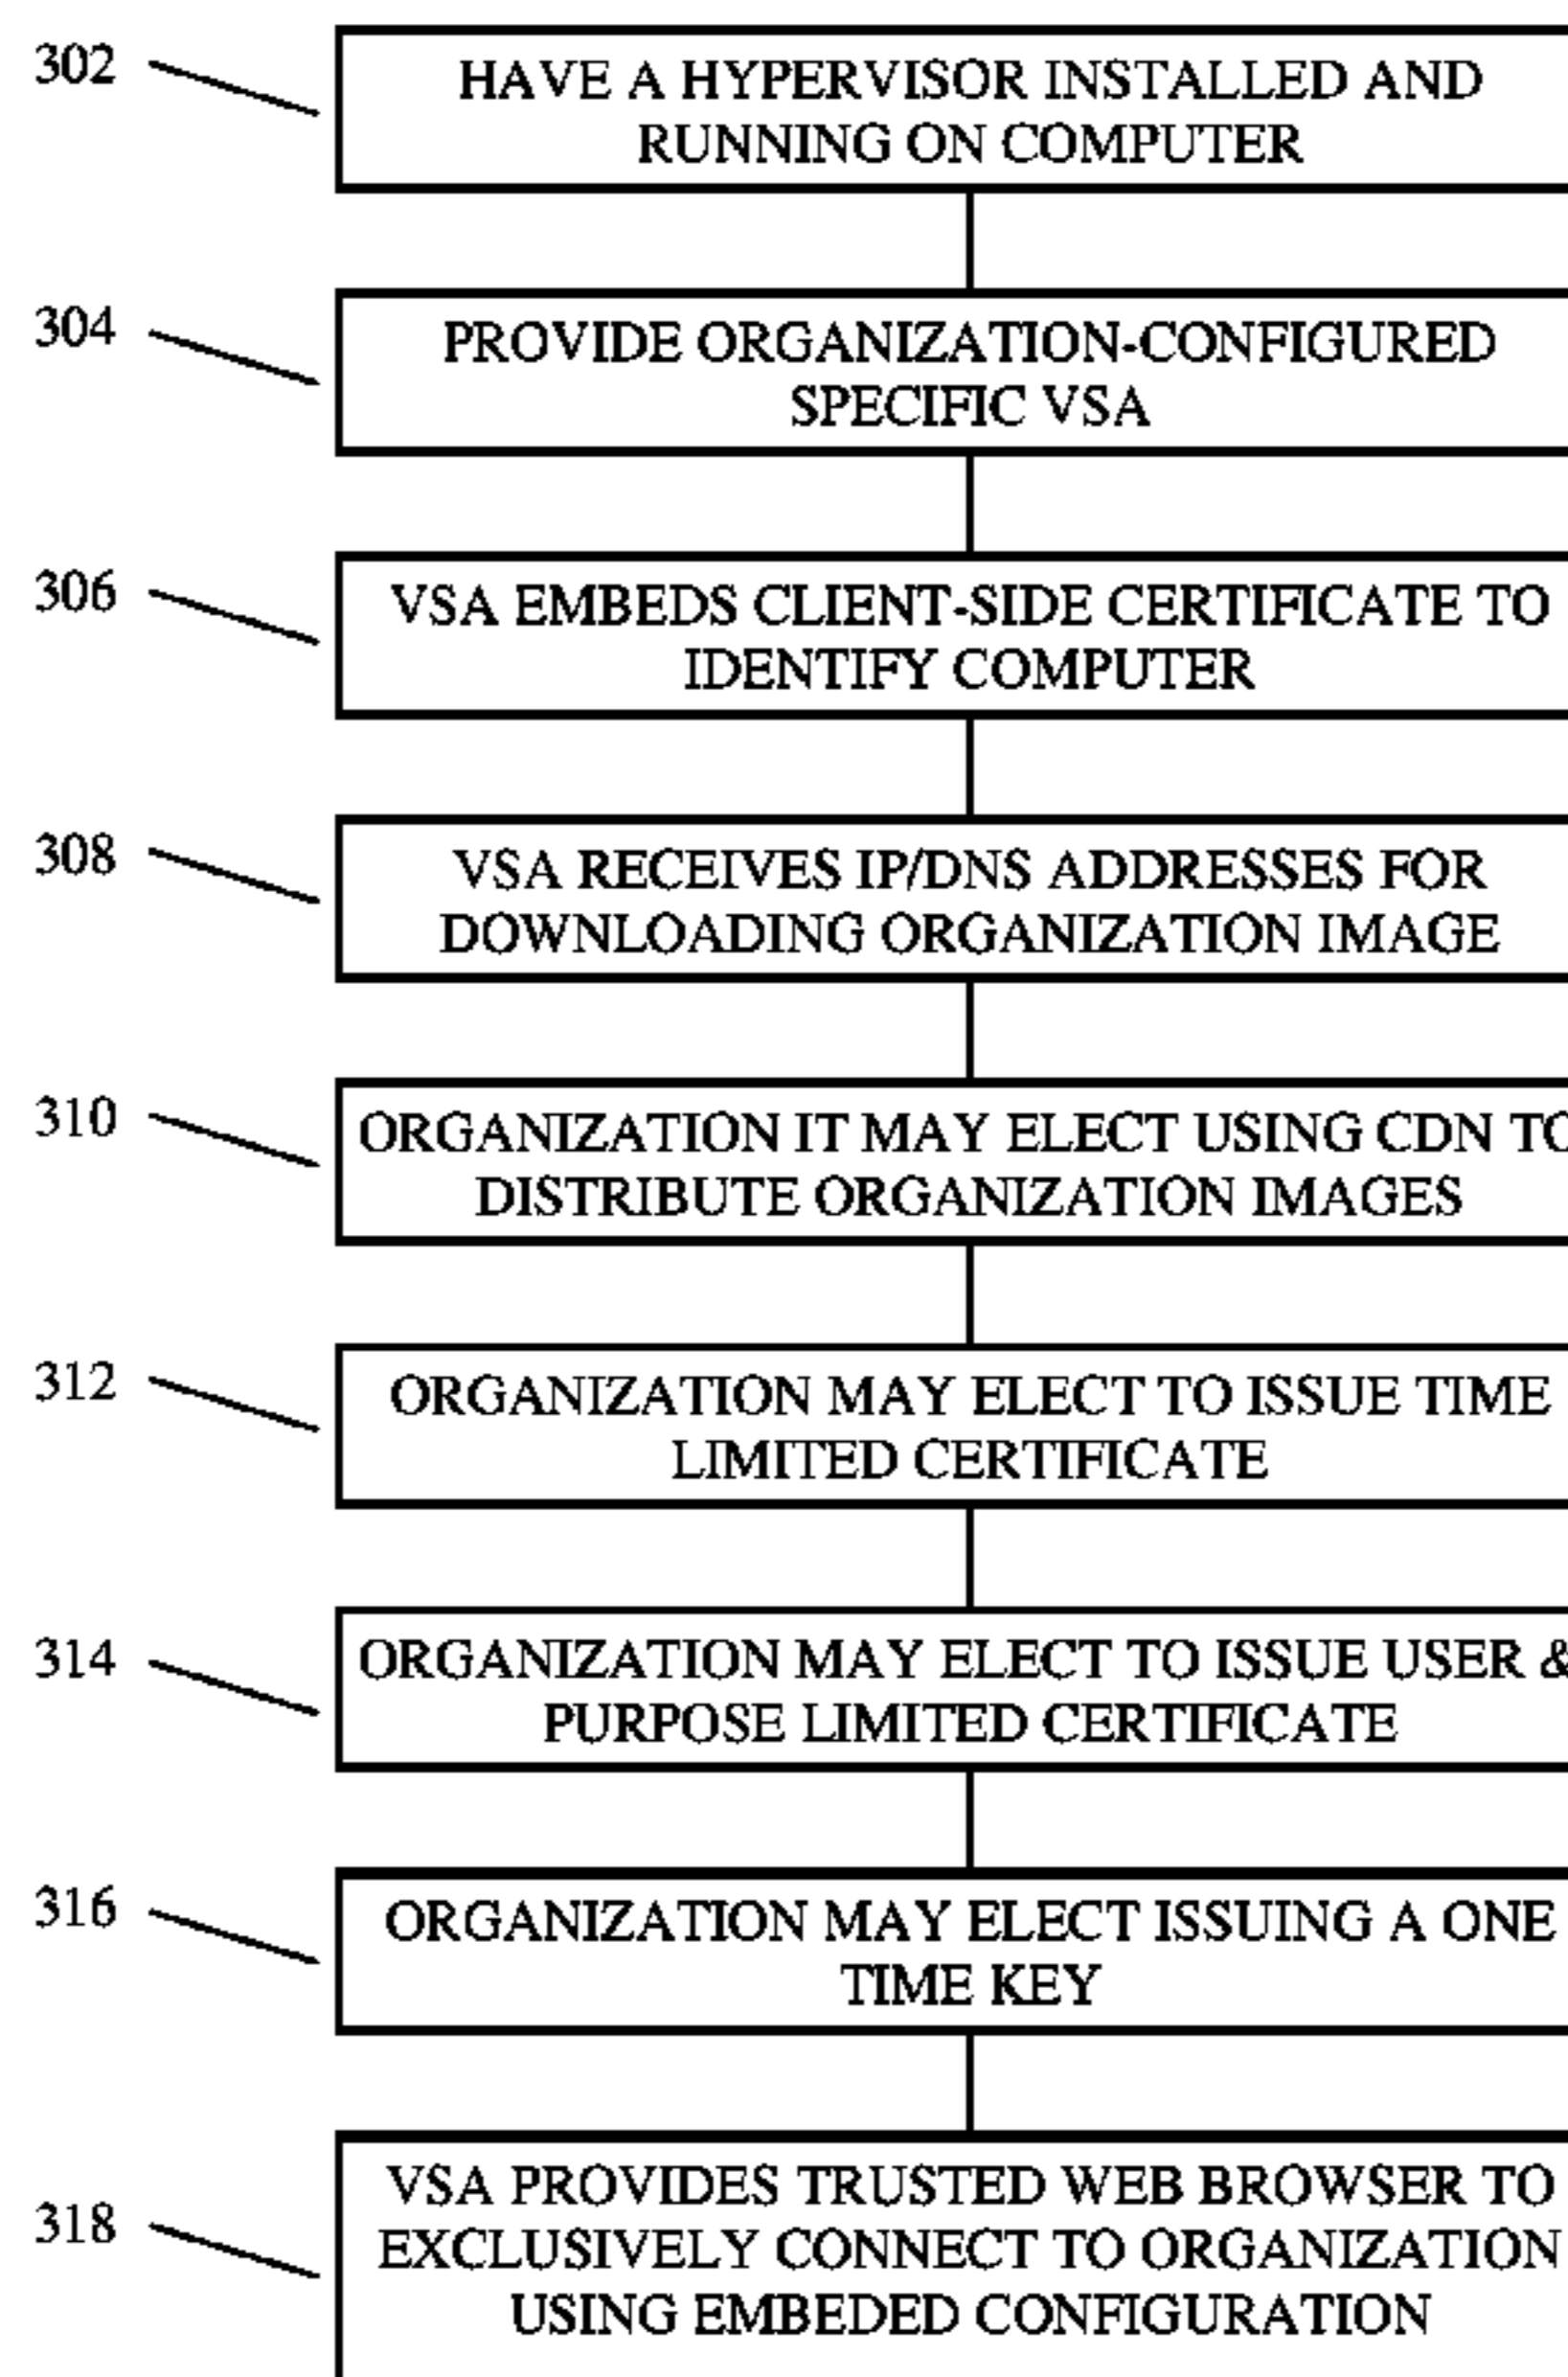 302
HAVE A HYPERVISOR INSTALLED AND
RUNNING ON COMPUTER
304
PROVIDE ORGANIZATION-CONFIGURED
SPECIFIC VSA
306
VSA EMBEDS CLIENT-SIDE CERTIFICATE TO
IDENTIFY COMPUTER
308
VSA RECEIVES IP/DNS ADDRESSES FOR
DOWNLOADING ORGANIZATION IMAGE
310
ORGANIZATION IT MAY ELECT USING CDN TO
DISTRIBUTE ORGANIZATION IMAGES
312
ORGANIZATION MAY ELECT TO ISSUE TIME
LIMITED CERTIFICATE
314
ORGANIZATION MAY ELECT TO ISSUE USER &
PURPOSE LIMITED CERTIFICATE
316
ORGANIZATION MAY ELECT ISSUING A ONE
TIME KEY
318
VSA PROVIDES TRUSTED WEB BROWSER TO
EXCLUSIVELY CONNECT TO ORGANIZATION
USING EMBEDED CONFIGURATION